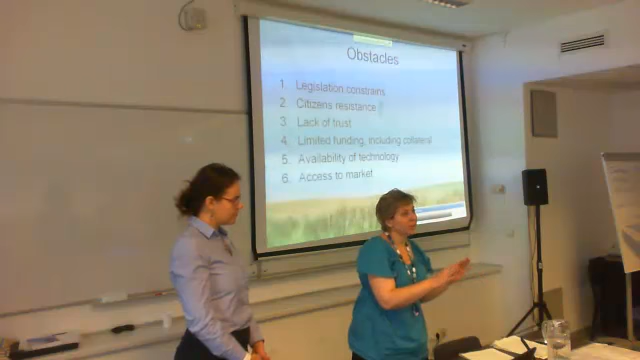 Obstacles
1. Legislation constrains
2. Citizens resistance
3. Lack of trust
4. Limited funding, including collateral
5. Availability of technology
6. Access to market